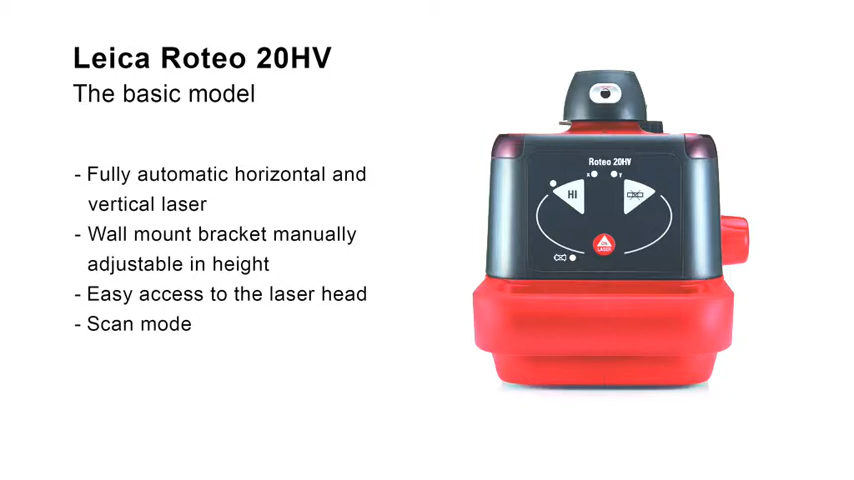 Leica Roteo 20HV
The basic model
- Fully automatic horizontal and
vertical laser
- Wall mount bracket manually
adjustable in height
- Easy access to the laser head
- Scan mode
Roteo 20HV
x y
HI